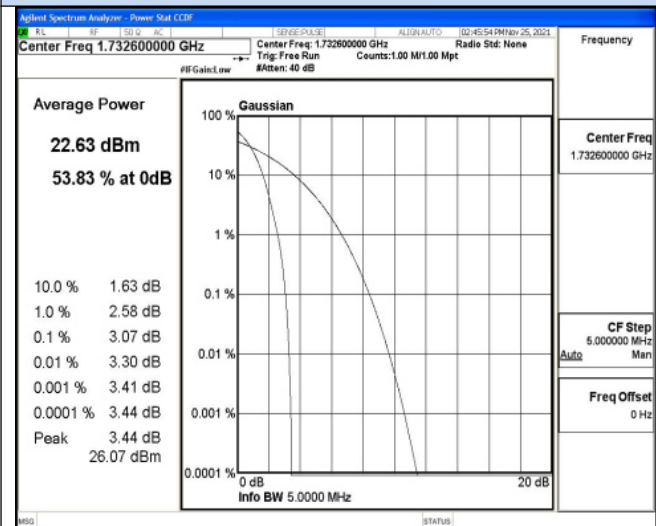 Agilent Spectrum Analyzer - Power Stat CCDF
RL RF 50 Ω AC SENSE:PULSE ALIGN AUTO 02:45:54 PM Nov 25, 2021
Center Freq 1.732600000 GHz
Center Freq: 1.732600000 GHz Radio Std: None
Trig: Free Run Counts:1.00 M/1.00 Mpt
#IFGain:Low #Atten: 40 dB
Frequency
Average Power
22.63 dBm
53.83 % at 0dB
10.0 % 1.63 dB
1.0 % 2.58 dB
0.1 % 3.07 dB
0.01 % 3.30 dB
0.001 % 3.41 dB
0.0001 % 3.44 dB
Peak 3.44 dB
26.07 dBm
Gaussian
100 %
10 %
1 %
0.1 %
0.01 %
0.001 %
0.0001 %
0 dB 20 dB
Info BW 5.0000 MHz
Center Freq
1.732600000 GHz
CF Step
5.000000 MHz
Auto Man
Freq Offset
0 Hz
MSG STATUS